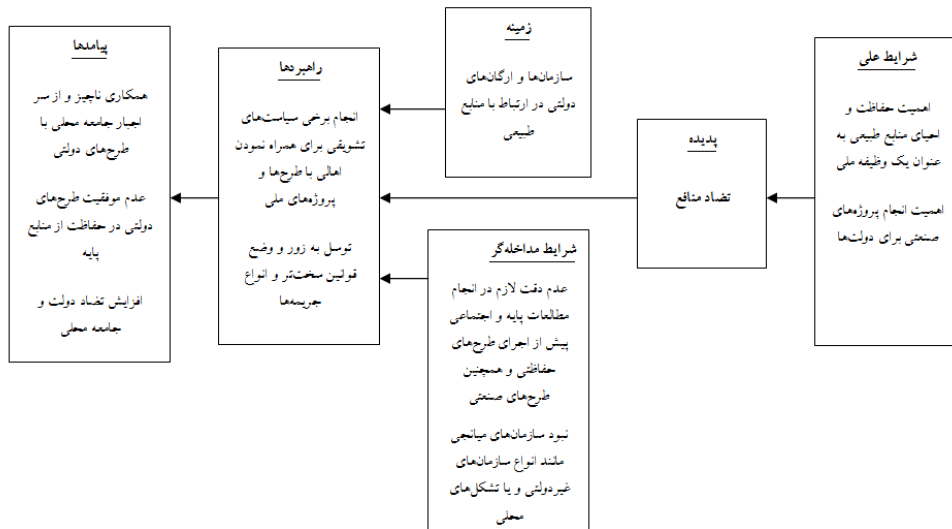 شرایط علی
اهمیت حفاظت و
احیای منابع طبیعی به
عنوان یک وظیفه ملی
اهمیت انجام پروژه‌های
صنعتی برای دولت‌ها
پدیده
تضاد منافع
زمینه
سازمان‌ها و ارگان‌های
دولتی در ارتباط با منابع
طبیعی
شرایط مداخله‌گر
عدم دقت لازم در انجام
مطالعات پایه و اجتماعی
پیش از اجرای طرح‌های
حفاظتی و همچنین
طرح‌های صنعتی
نبود سازمان‌های میانجی
مانند انواع سازمان‌های
غیردولتی و یا تشکل‌های
محلی
راهبردها
انجام برخی سیاست‌های
تشویقی برای همراه نمودن
اهالی با طرح‌ها و
پروژه‌های ملی
توسل به زور و وضع
قوانین سخت‌تر و انواع
جریمه‌ها
پیامدها
همکاری ناچیز و از سر
اجبار جامعه محلی با
طرح‌های دولتی
عدم موفقیت طرح‌های
دولتی در حفاظت از منابع
پایه
افزایش تضاد دولت و
جامعه محلی